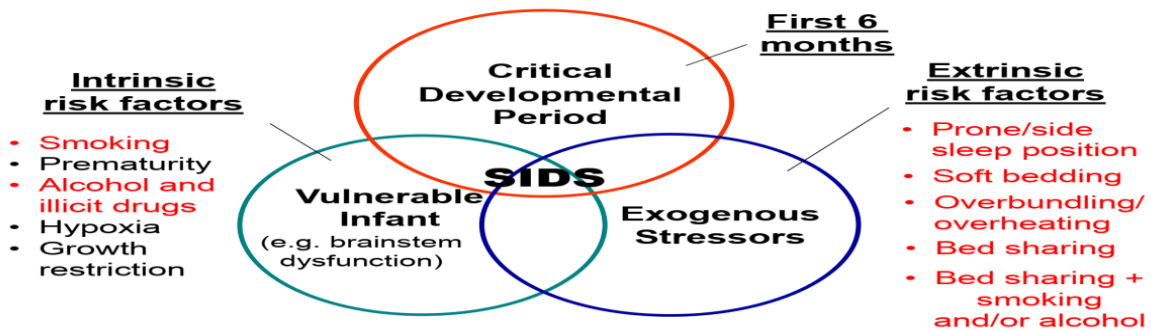 First 6
months
Critical
Developmental
Period
Intrinsic
risk factors
• Smoking
• Prematurity
• Alcohol and
illicit drugs
• Hypoxia
• Growth
restriction
SIDS
Vulnerable
Infant
(e.g. brainstem
dysfunction)
Exogenous
Stressors
Extrinsic
risk factors
• Prone/side
sleep position
• Soft bedding
• Overbundling/
overheating
• Bed sharing
• Bed sharing +
smoking
and/or alcohol